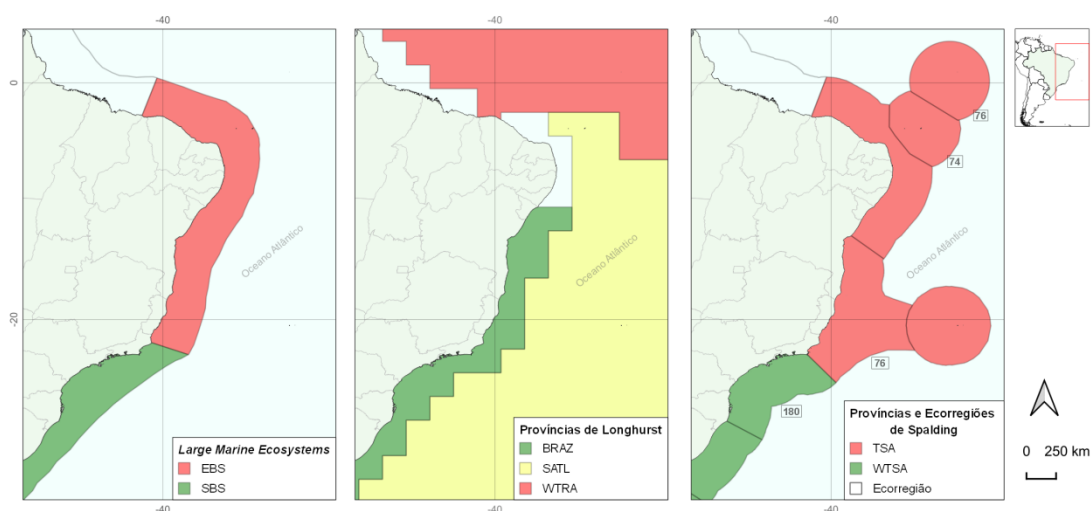 -40
-40
-40
0
-20
Oceano Atlântico
Large Marine Ecosystems
EBS
SBS
-40
Oceano Atlântico
Províncias de Longhurst
BRAZ
SATL
WTRA
-40
76
74
Oceano Atlântico
76
180
Províncias e Ecorregiões
de Spalding
TSA
WTSA
Ecorregião
-40
0 250 km